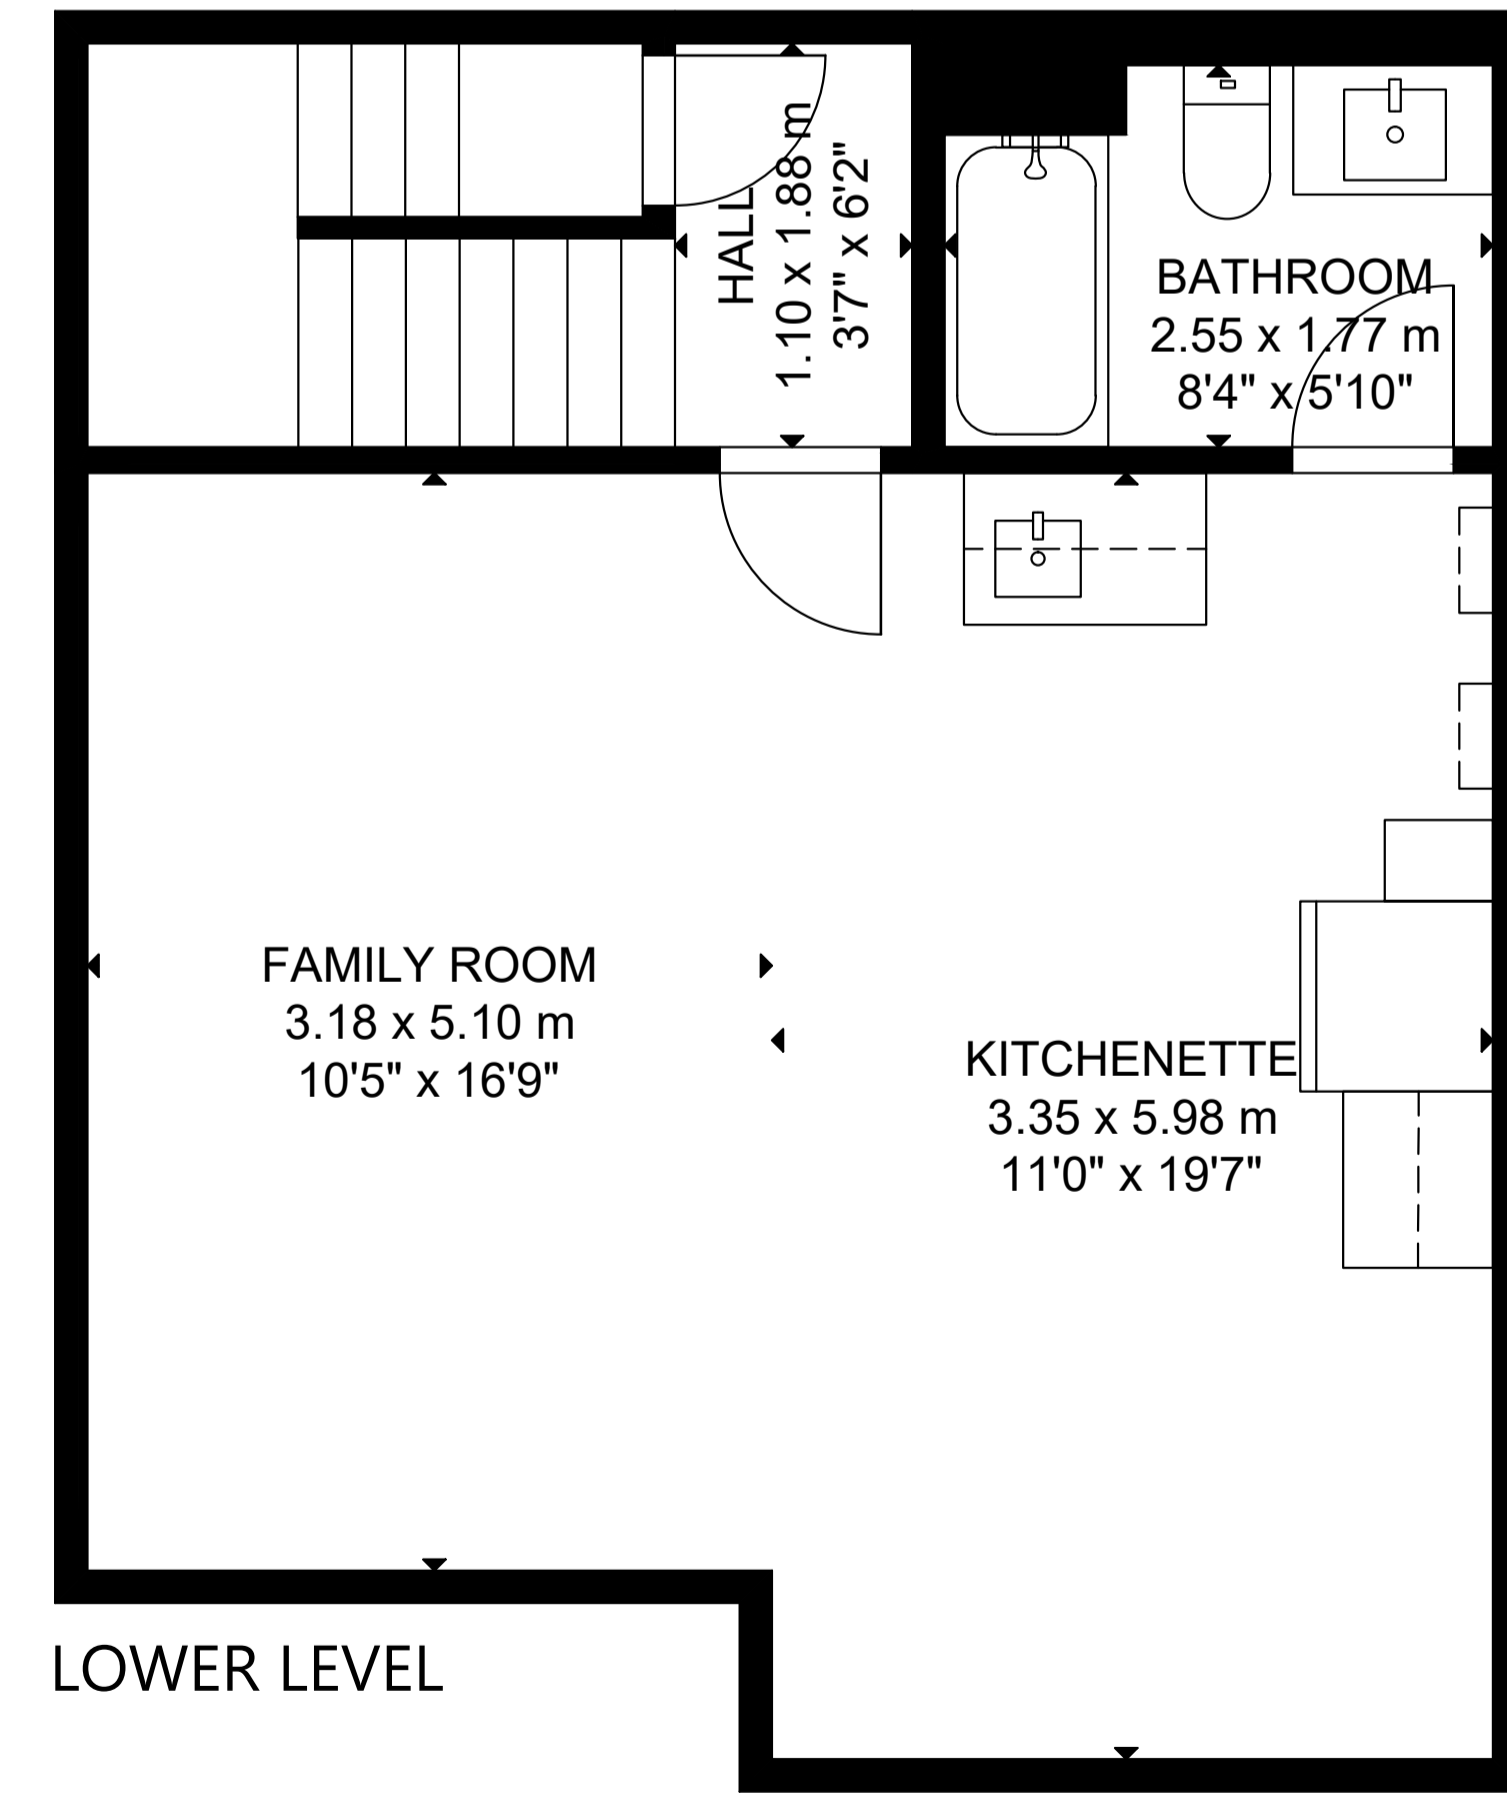 HALL
1.10 x 1.88 m
3'7" x 6'2"
BATHROOM
2.55 x 1.77 m
8'4" x 5'10"
FAMILY ROOM
3.18 x 5.10 m
10'5" x 16'9"
KITCHENETTE
3.35 x 5.98 m
11'0" x 19'7"
LOWER LEVEL